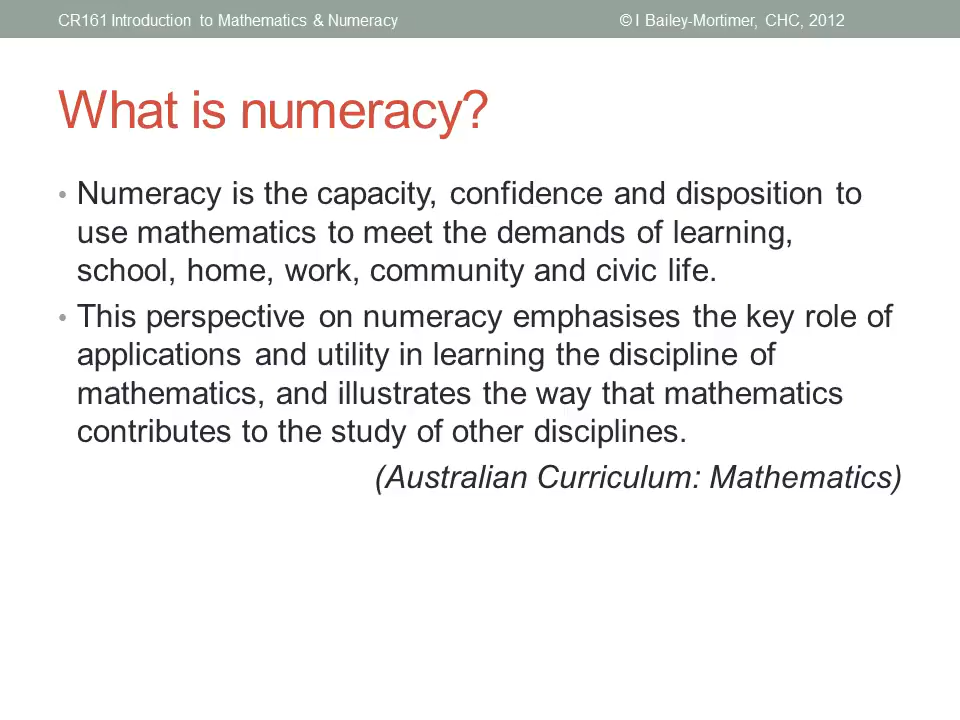 CR161 Introduction to Mathematics & Numeracy © I Bailey-Mortimer, CHC, 2012
What is numeracy?
• Numeracy is the capacity, confidence and disposition to
use mathematics to meet the demands of learning,
school, home, work, community and civic life.
• This perspective on numeracy emphasises the key role of
applications and utility in learning the discipline of
mathematics, and illustrates the way that mathematics
contributes to the study of other disciplines.
(Australian Curriculum: Mathematics)